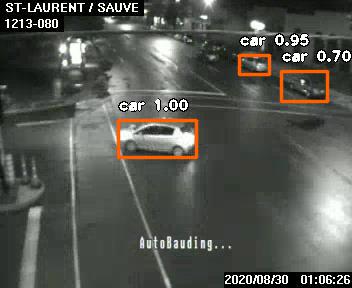 ST-LAURENT / SAUVE
1213-080
car 0.95
car 0.70
car 1.00
AutoBauding...
2020/08/30 01:06:26